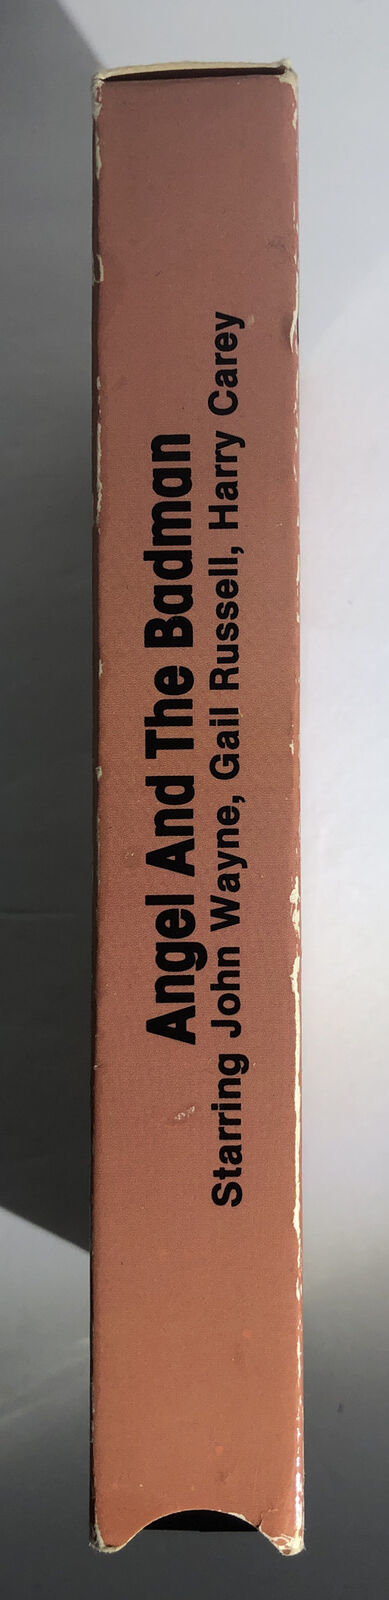 Angel And The Badman
Starring John Wayne, Gail Russell, Harry Carey